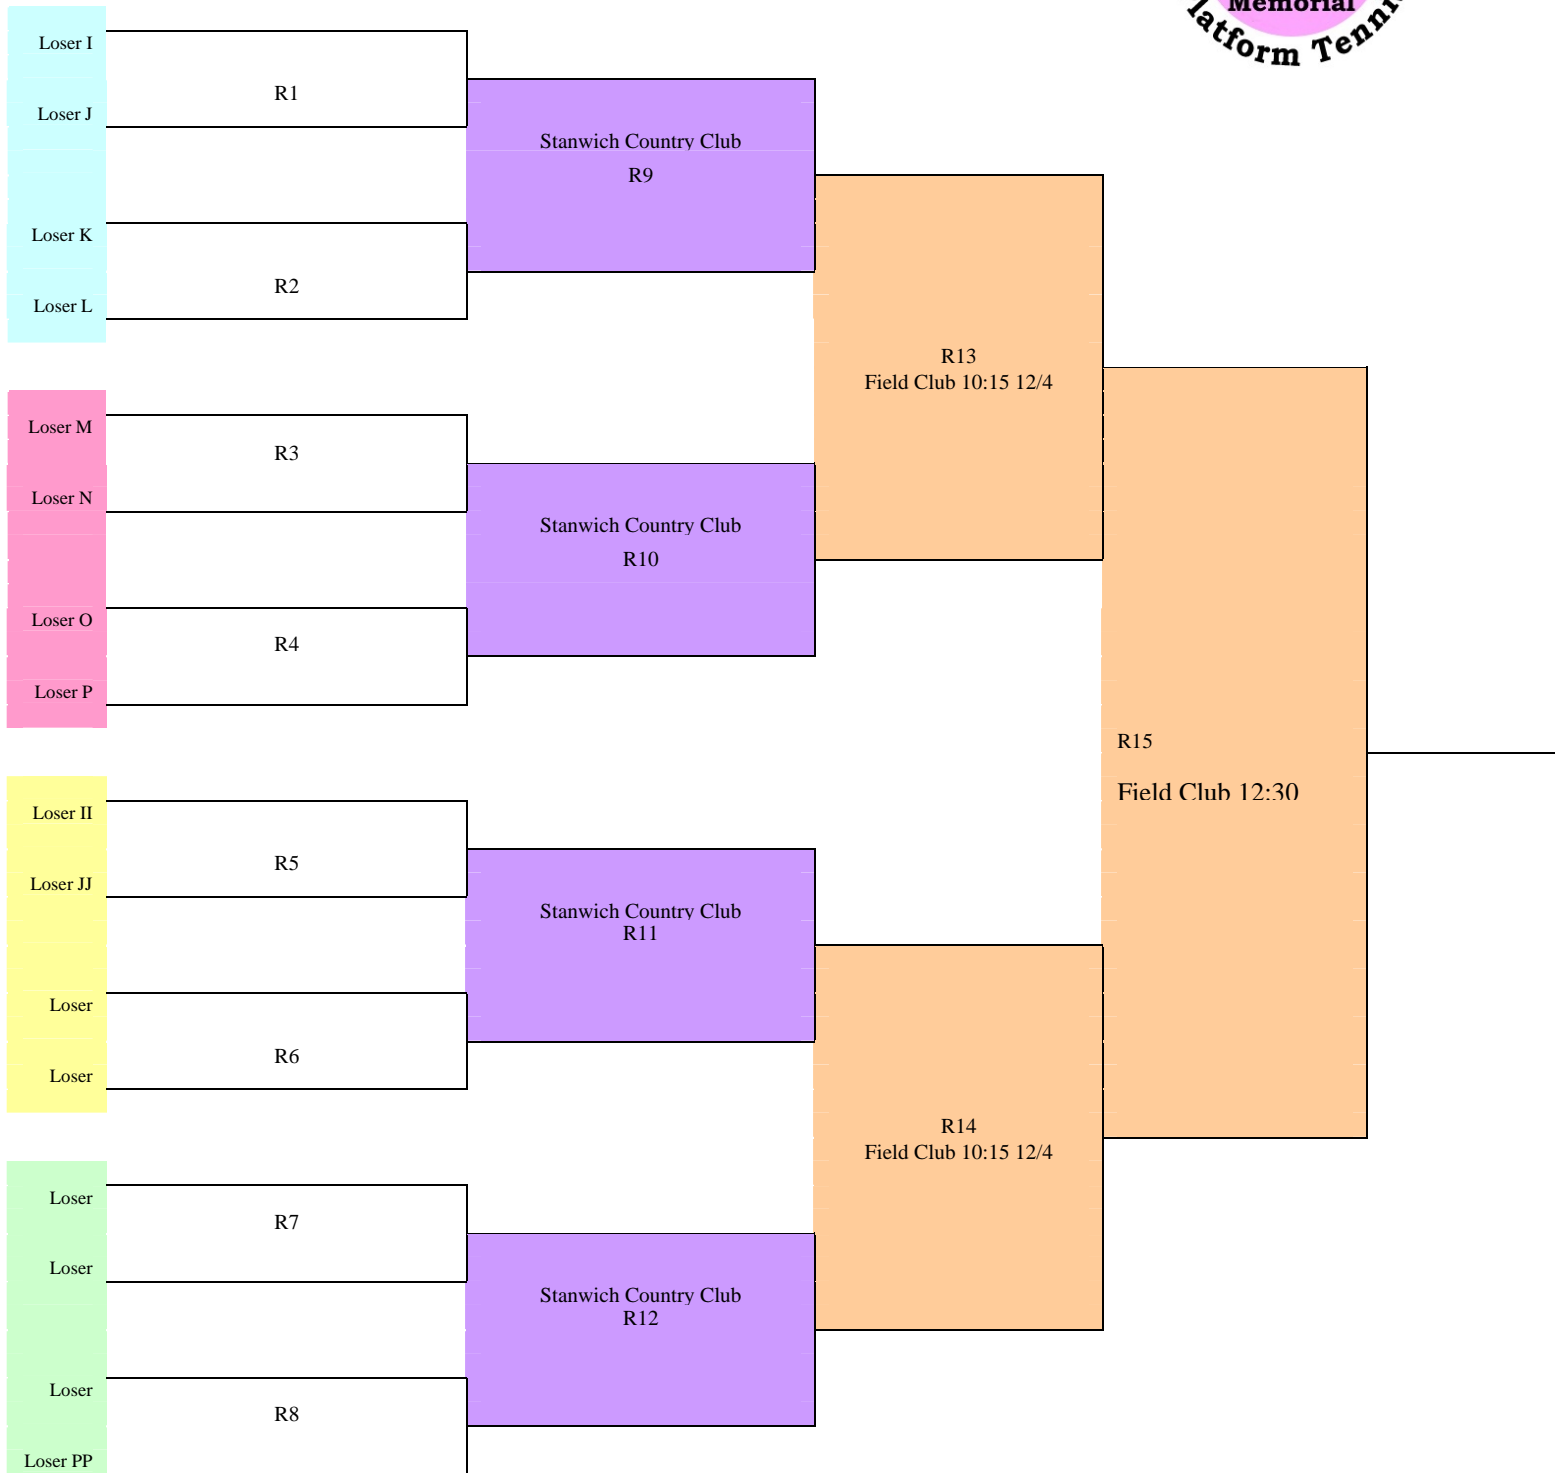 Memorial
latform Tenni
Loser I
R1
Loser J
Stanwich Country Club
R9
Loser K
R2
Loser L
R13
Field Club 10:15 12/4
Loser M
R3
Loser N
Stanwich Country Club
R10
Loser O
R4
Loser P
R15
Field Club 12:30
Loser II
R5
Loser JJ
Stanwich Country Club
R11
Loser
R6
Loser
R14
Field Club 10:15 12/4
Loser
R7
Loser
Stanwich Country Club
R12
Loser
R8
Loser PP